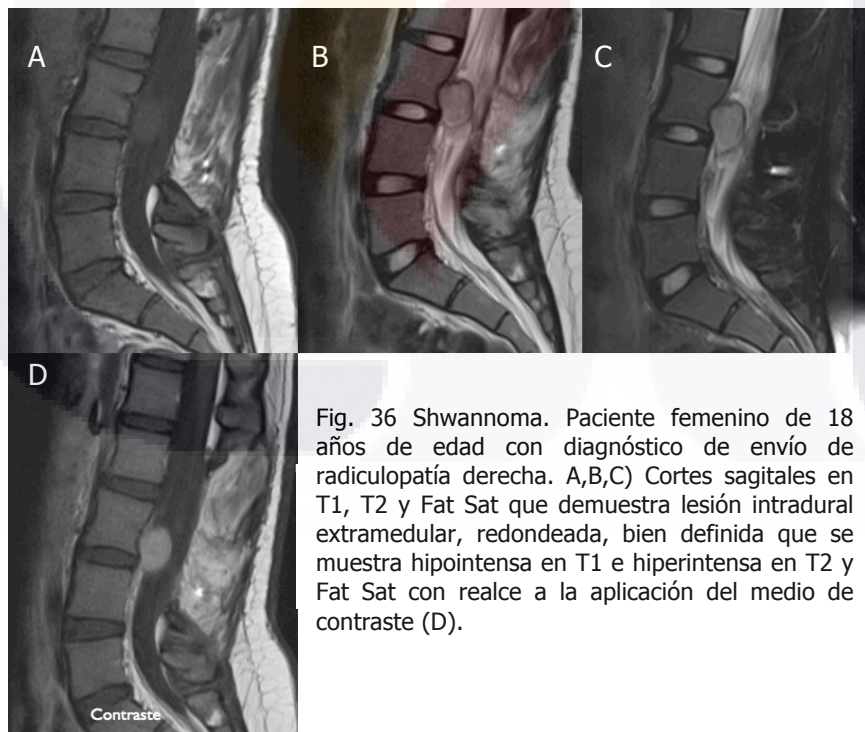 A
B
C
D
Contraste
Fig. 36 Shwannoma. Paciente femenino de 18
años de edad con diagnóstico de envío de
radiculopatía derecha. A,B,C) Cortes sagitales en
T1, T2 y Fat Sat que demuestra lesión intradural
extramedular, redondeada, bien definida que se
muestra hipointensa en T1 e hiperintensa en T2 y
Fat Sat con realce a la aplicación del medio de
contraste (D).